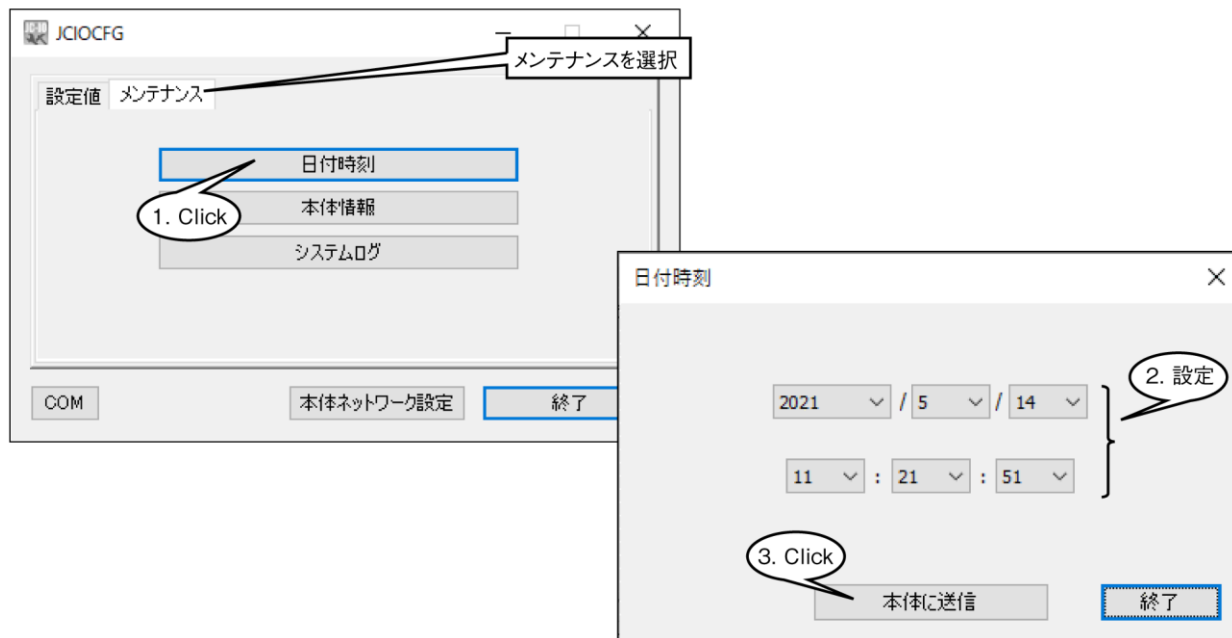 JCIOCFG
メンテナンスを選択
設定値 メンテナンス
日付時刻
1. Click
本体情報
システムログ
COM 本体ネットワーク設定 終了
日付時刻
2. 設定
2021 / 5 / 14
11 : 21 : 51
3. Click
本体に送信 終了